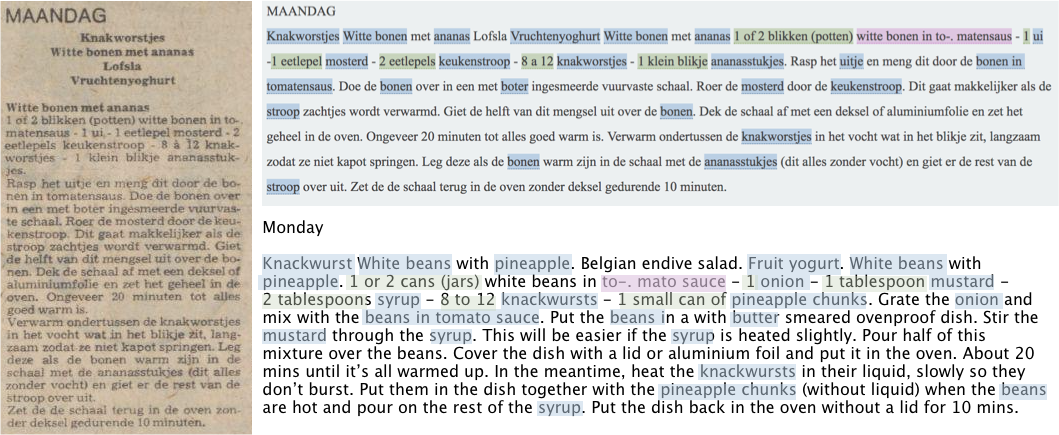 MAANDAG
Knakworstjes
Witte bonen met ananas
Lofsla
Vruchtenyoghurt
Witte bonen met ananas
1 of 2 blikken (potten) witte bonen in to-.
matensaus - 1 ui, - 1 eetlepel mosterd - 2
eetlepels keukenstroop - 8 à 12 knak-
worstjes - 1 klein blikje ananasstuk-
jes.
Rasp het uitje en meng dit door de bo-
nen in tomatensaus. Doe de bonen over
in een met boter ingesmeerde vuurvas-
te schaal. Roer de mosterd door de keu-
kenstroop. Dit gaat makkelijker als de
stroop zachtjes wordt verwarmd. Giet
de helft van dit mengsel uit over de bo-
nen. Dek de schaal af met een deksel of
aluminiumfolie en zet het geheel in de
oven. Ongeveer 20 minuten tot alles
goed warm is.
Verwarm ondertussen de knakworstjes
in het vocht wat in het blikje zit, lang-
zaam zodat ze niet kapot springen. Leg
deze als de bonen warm zijn in de
schaal met de ananasstukjes (dit alles
zonder vocht) en giet er de rest van de
stroop over uit.
Zet de de schaal terug in de oven zon-
der deksel gedurende 10 minuten.
MAANDAG
Knakworstjes Witte bonen met ananas Lofsla Vruchtenyoghurt Witte bonen met ananas 1 of 2 blikken (potten) witte bonen in to-. matensaus - 1 ui
-1 eetlepel mosterd - 2 eetlepels keukenstroop - 8 a 12 knakworstjes - 1 klein blikje ananasstukjes. Rasp het uitje en meng dit door de bonen in
tomatensaus. Doe de bonen over in een met boter ingesmeerde vuurvaste schaal. Roer de mosterd door de keukenstroop. Dit gaat makkelijker als de
stroop zachtjes wordt verwarmd. Giet de helft van dit mengsel uit over de bonen. Dek de schaal af met een deksel of aluminiumfolie en zet het
geheel in de oven. Ongeveer 20 minuten tot alles goed warm is. Verwarm ondertussen de knakworstjes in het vocht wat in het blikje zit, langzaam
zodat ze niet kapot springen. Leg deze als de bonen warm zijn in de schaal met de ananasstukjes (dit alles zonder vocht) en giet er de rest van de
stroop over uit. Zet de de schaal terug in de oven zonder deksel gedurende 10 minuten.
Monday
Knackwurst White beans with pineapple. Belgian endive salad. Fruit yogurt. White beans with
pineapple. 1 or 2 cans (jars) white beans in to-. mato sauce – 1 onion – 1 tablespoon mustard –
2 tablespoons syrup – 8 to 12 knackwursts – 1 small can of pineapple chunks. Grate the onion and
mix with the beans in tomato sauce. Put the beans in a with butter smeared ovenproof dish. Stir the
mustard through the syrup. This will be easier if the syrup is heated slightly. Pour half of this
mixture over the beans. Cover the dish with a lid or aluminium foil and put it in the oven. About 20
mins until it's all warmed up. In the meantime, heat the knackwursts in their liquid, slowly so they
don't burst. Put them in the dish together with the pineapple chunks (without liquid) when the beans
are hot and pour on the rest of the syrup. Put the dish back in the oven without a lid for 10 mins.